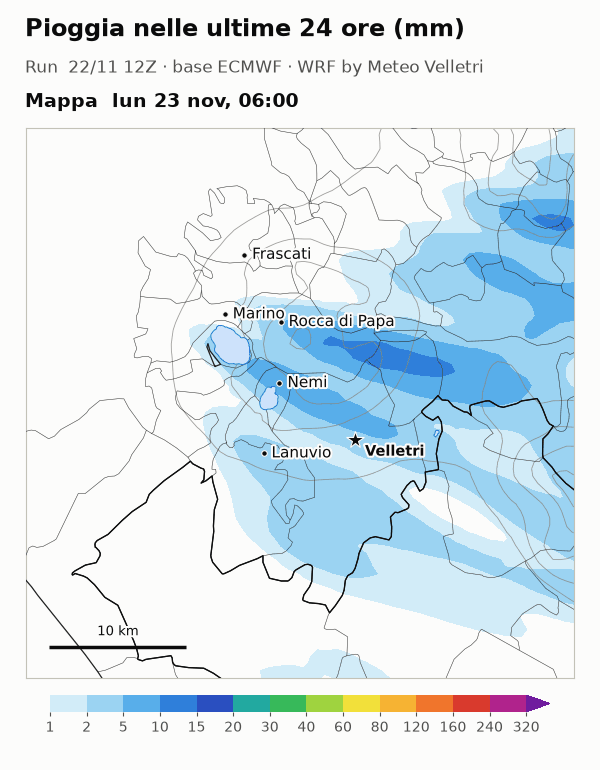 Pioggia nelle ultime 24 ore (mm)
Run  22/11 12Z · base ECMWF · WRF by Meteo Velletri
Mappa  lun 23 nov, 06:00
Frascati
Marino
Rocca di Papa
Nemi
Velletri
Lanuvio
10 km
1 2 5 10 15 20 30 40 60 80 120 160 240 320